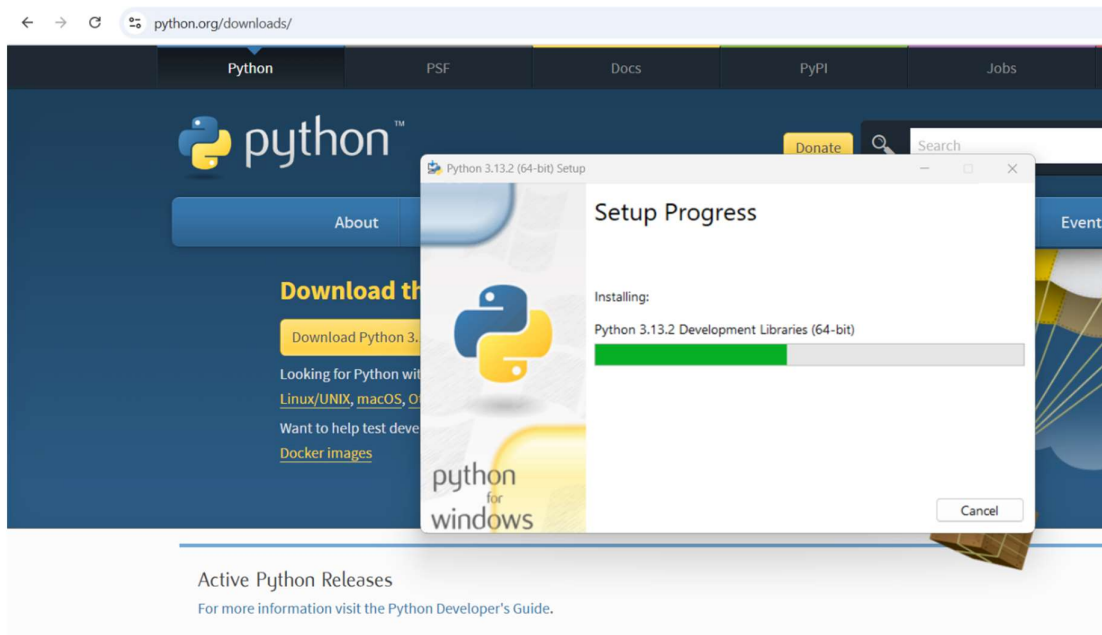 python.org/downloads/
Python PSF Docs PyPI Jobs
python™
Donate Search
Python 3.13.2 (64-bit) Setup
About Event
Setup Progress
Download th
Installing:
Download Python 3.
Python 3.13.2 Development Libraries (64-bit)
Looking for Python wit
Linux/UNIX, macOS, O
Want to help test deve
Docker images
python
for
windows
Cancel
Active Python Releases
For more information visit the Python Developer's Guide.